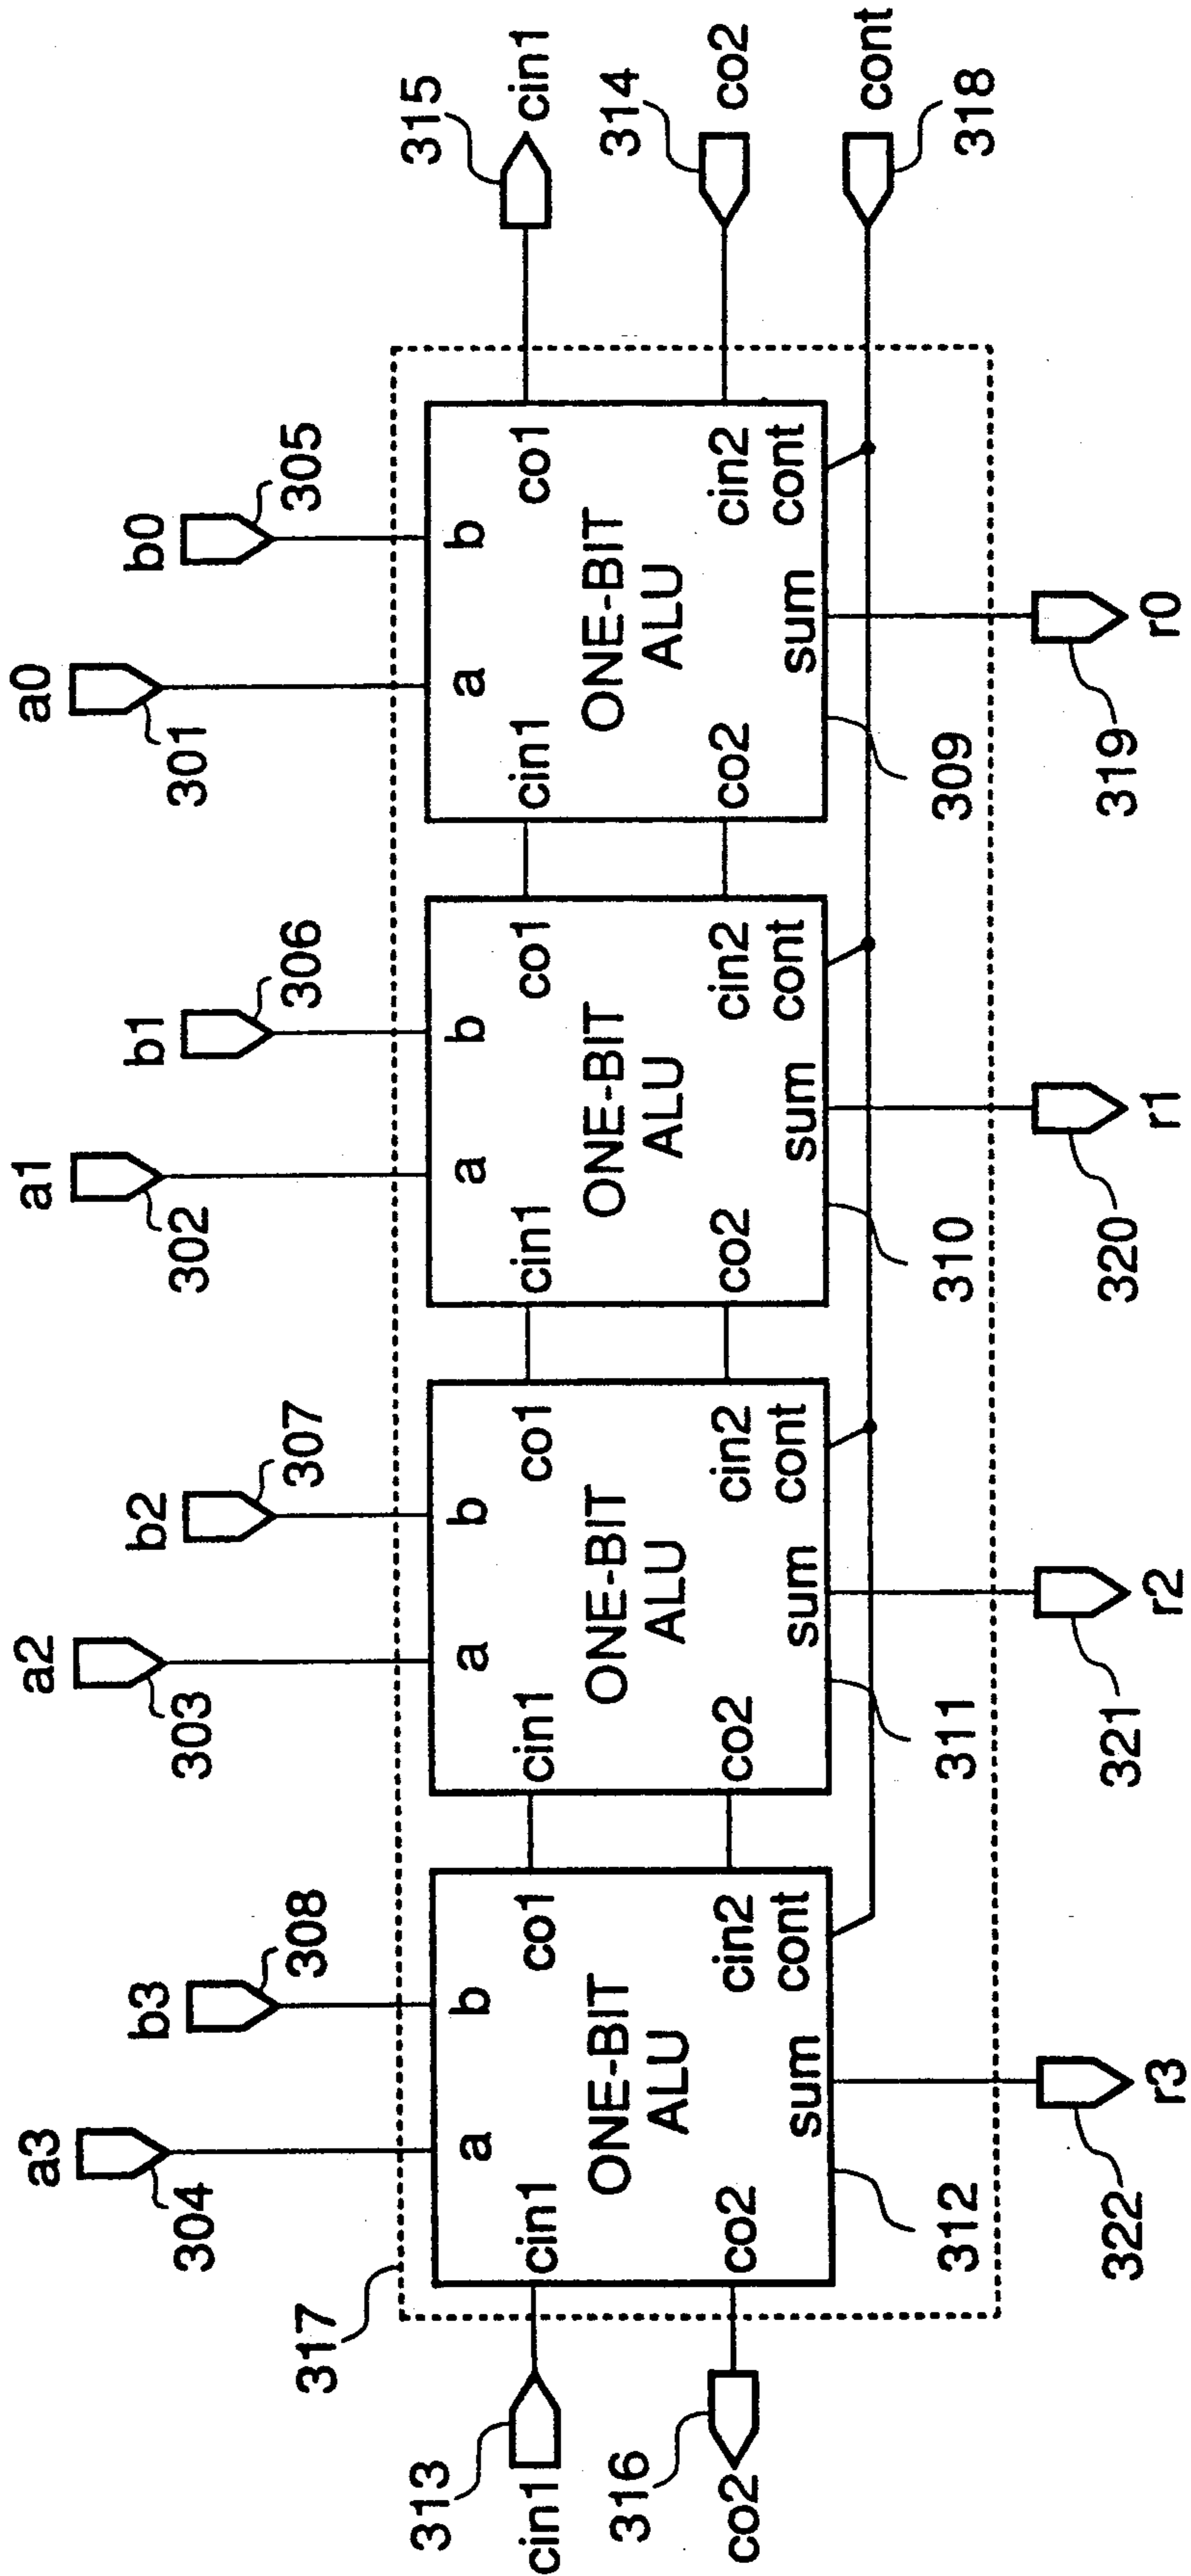 a3
a2
a1
a0
304
303
302
301
b3
b2
b1
b0
308
307
306
305
317
313
cin1
315
cin1
a
b
cin1
co1
ONE-BIT
ALU
co2
cin2
sum
cont
a
b
cin1
co1
ONE-BIT
ALU
co2
cin2
sum
cont
a
b
cin1
co1
ONE-BIT
ALU
co2
cin2
sum
cont
a
b
cin1
co1
ONE-BIT
ALU
co2
cin2
sum
cont
316
co2
314
co2
cont
318
312
311
310
309
322
321
320
319
r3
r2
r1
r0